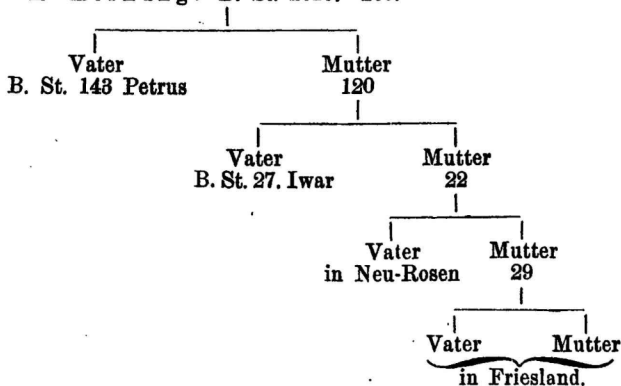 Vater Mutter
B. St. 143 Petrus 120
Vater Mutter
B. St. 27. Iwar 22
Vater Mutter
in Neu-Rosen 29
Vater Mutter
in Friesland.